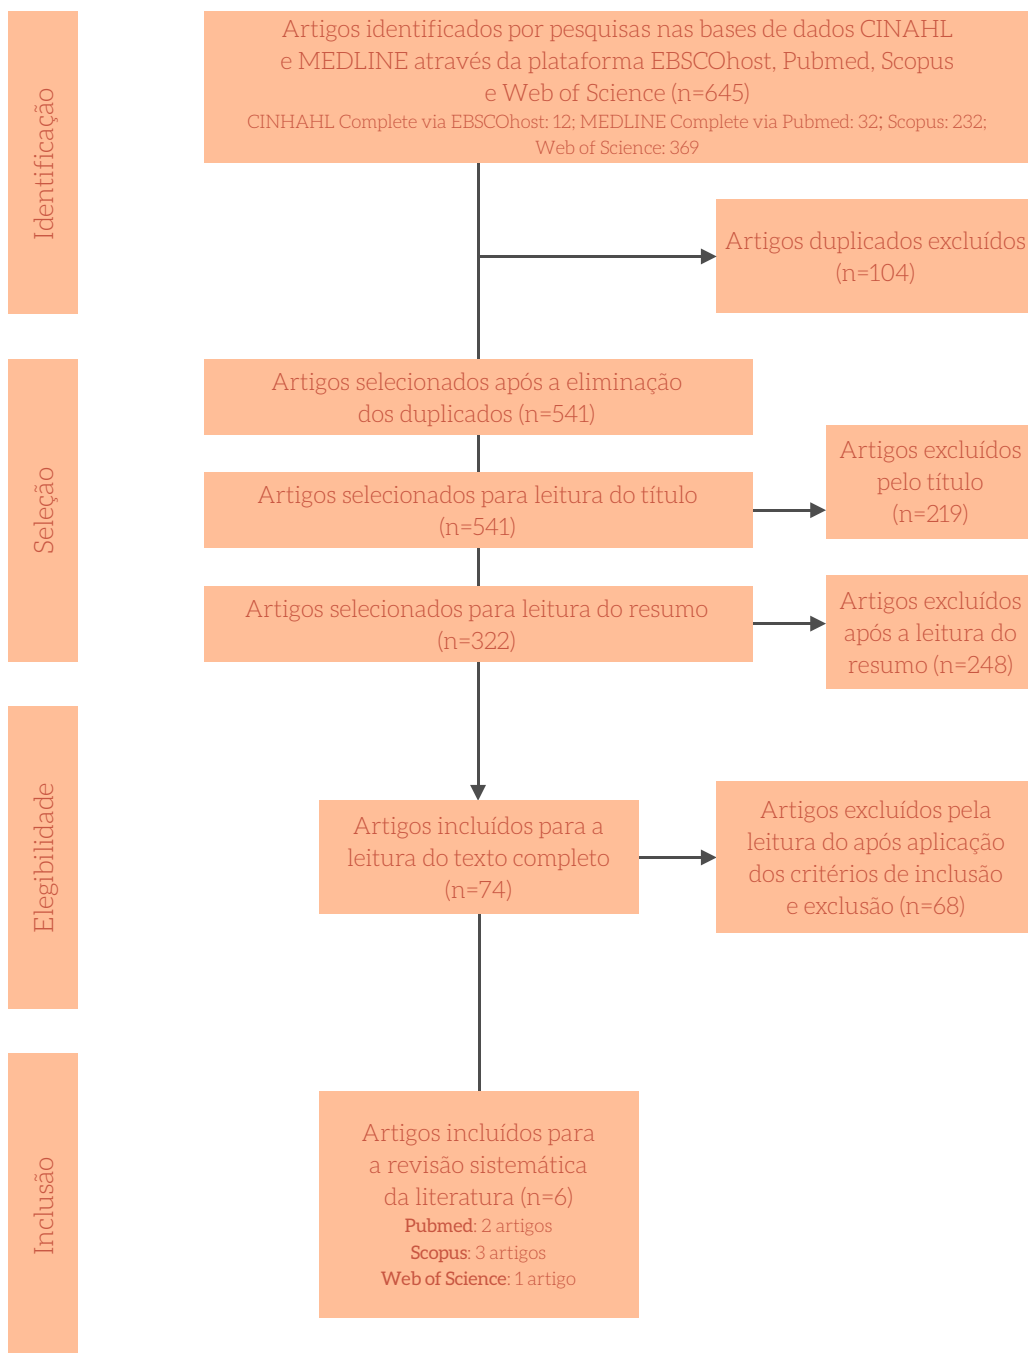 Identificação
Artigos identificados por pesquisas nas bases de dados CINAHL
e MEDLINE através da plataforma EBSCOhost, Pubmed, Scopus
e Web of Science (n=645)
CINHAHL Complete via EBSCOhost: 12; MEDLINE Complete via Pubmed: 32; Scopus: 232;
Web of Science: 369
Artigos duplicados excluídos
(n=104)
Seleção
Artigos selecionados após a eliminação
dos duplicados (n=541)
Artigos selecionados para leitura do título
(n=541)
Artigos excluídos
pelo título
(n=219)
Artigos selecionados para leitura do resumo
(n=322)
Artigos excluídos
após a leitura do
resumo (n=248)
Elegibilidade
Artigos incluídos para a
leitura do texto completo
(n=74)
Artigos excluídos pela
leitura do após aplicação
dos critérios de inclusão
e exclusão (n=68)
Inclusão
Artigos incluídos para
a revisão sistemática
da literatura (n=6)
Pubmed: 2 artigos
Scopus: 3 artigos
Web of Science: 1 artigo